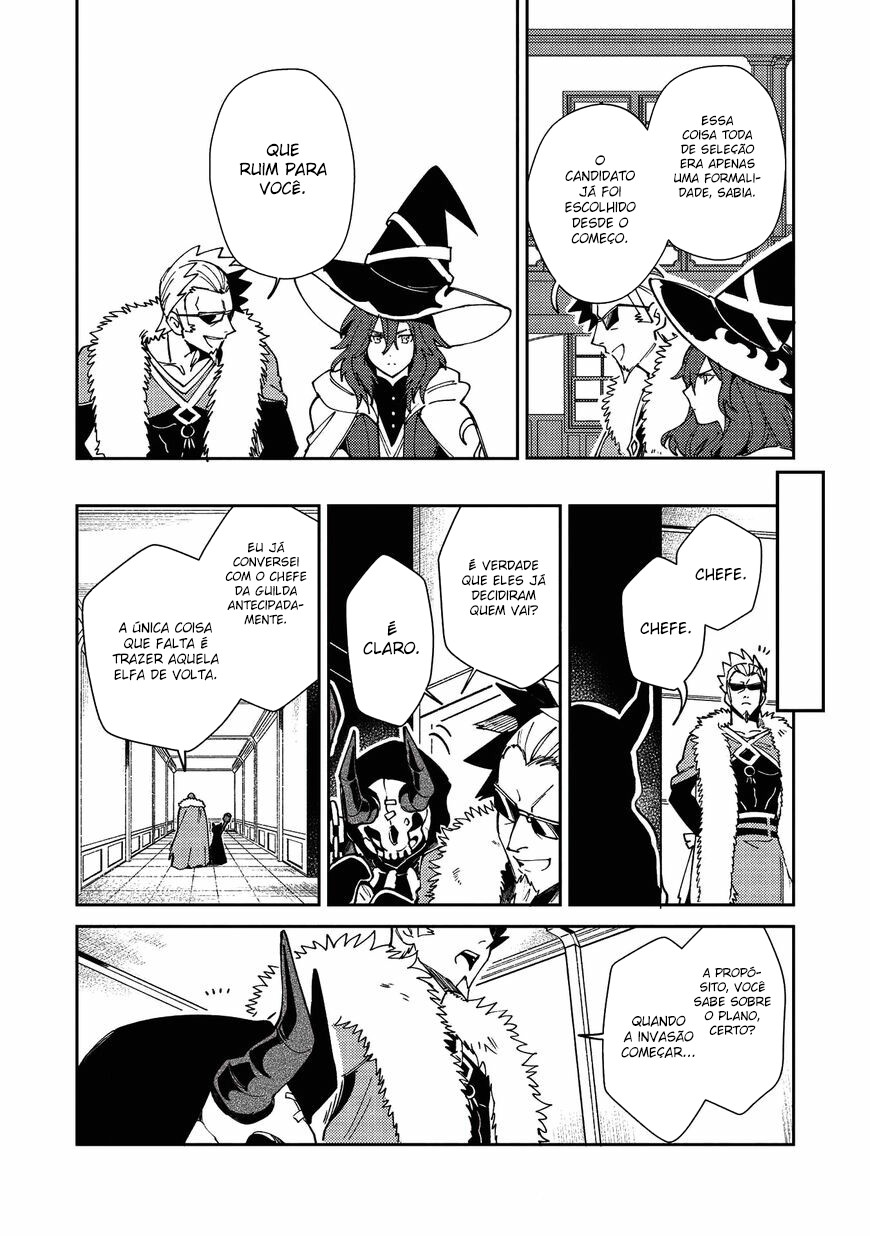 ESSA
COISA TODA
DE SELEÇÃO
ERA APENAS
UMA FORMALI-
DADE, SABIA.
O
CANDIDATO
JÁ FOI
ESCOLHIDO
DESDE O
COMEÇO.
QUE
RUIM PARA
VOCÊ.
CHEFE.
CHEFE.
É VERDADE
QUE ELES JÁ
DECIDIRAM
QUEM VAI?
É
CLARO.
EU JÁ
CONVERSEI
COM O CHEFE
DA GUILDA
ANTECIPADA-
MENTE.
A ÚNICA COISA
QUE FALTA É
TRAZER AQUELA
ELFA DE VOLTA.
A PROPÓ-
SITO, VOCÊ
SABE SOBRE
O PLANO,
CERTO?
QUANDO
A INVASÃO
COMEÇAR...